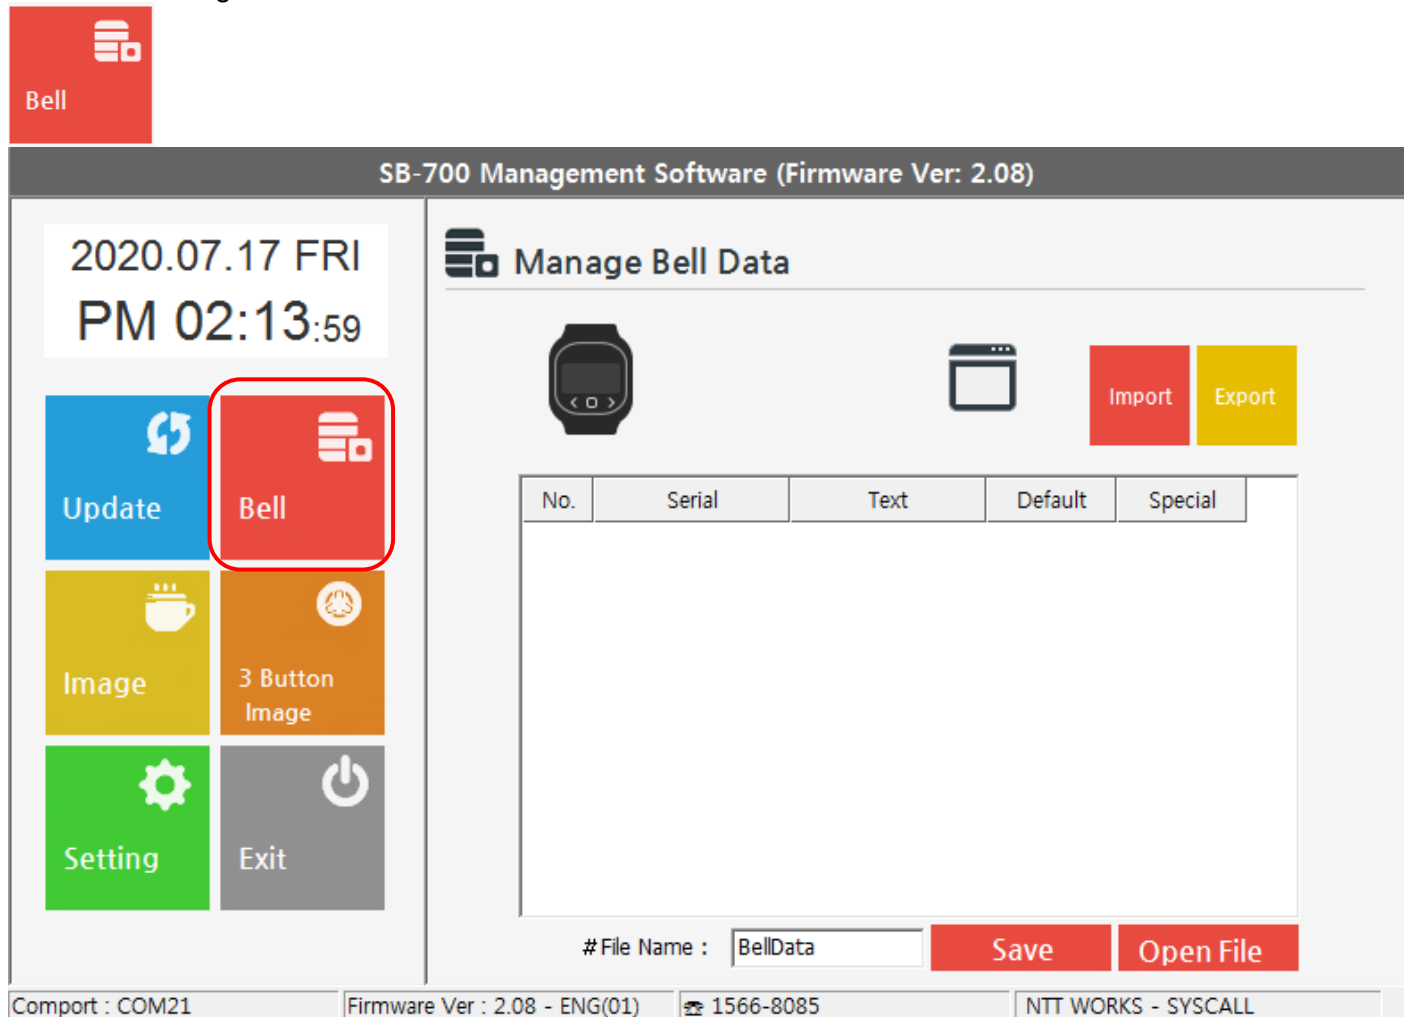 Bell
SB-700 Management Software (Firmware Ver: 2.08)
2020.07.17 FRI
PM 02:13:59
Manage Bell Data
Import
Export
Update
Bell
Image
3 Button
Image
Setting
Exit
No. Serial Text Default Special
#File Name : BellData
Save
Open File
Comport : COM21 Firmware Ver : 2.08 - ENG(01) ☎ 1566-8085 NTT WORKS - SYSCALL